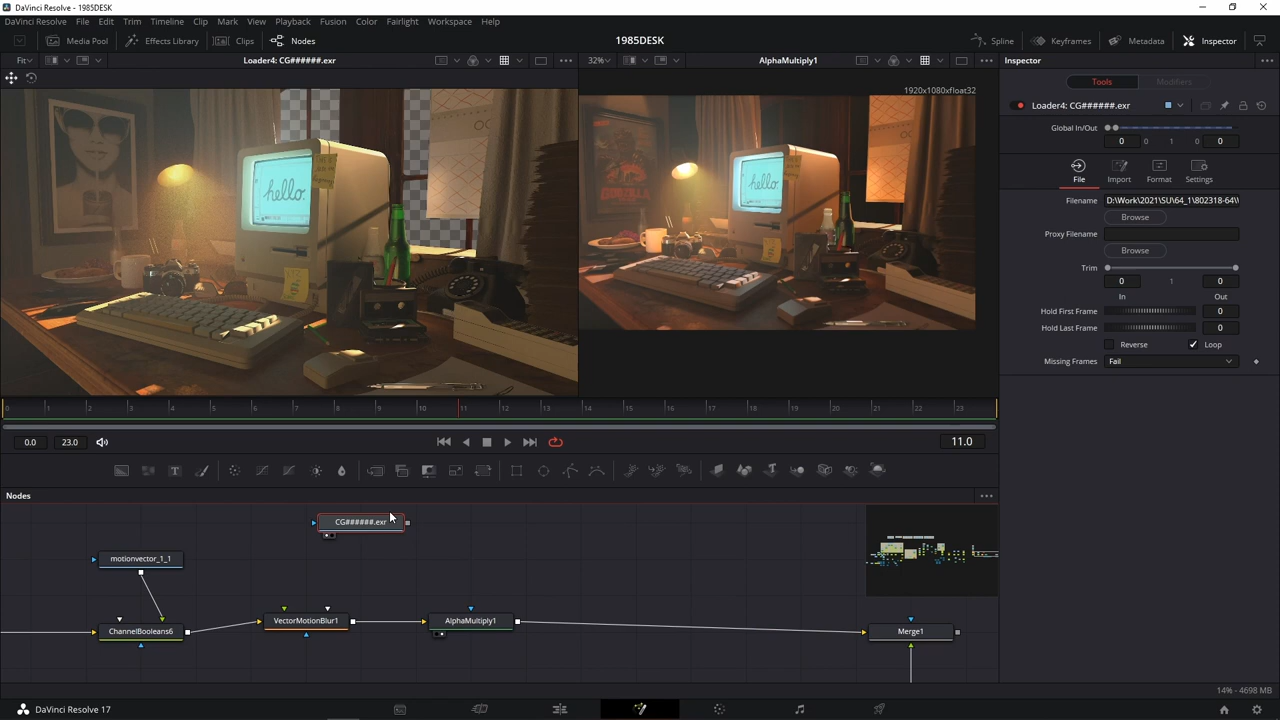 DaVinci Resolve - 1985DESK
DaVinci Resolve File Edit Trim Timeline Clip Mark View Playback Fusion Color Fairlight Workspace Help
Media Pool Effects Library Clips Nodes 1985DESK Spline Keyframes Metadata Inspector
Fit Loader4: CG######.exr 32% AlphaMultiply1 Inspector
Tools Modifiers
1920x1080xfloat32
Loader4: CG######.exr
Global In/Out
0 0 1 0 0
File Import Format Settings
Filename D:\Work\2021\SU\64_1\802318-64\\
Browse
Proxy Filename
Browse
Trim
0 1 0
In Out
Hold First Frame 0
Hold Last Frame 0
Reverse Loop
Missing Frames Fail
hello.
hello.
GODZILLA
0 1 2 3 4 5 6 7 8 9 10 11 12 13 14 15 16 17 18 19 20 21 22 23
0.0 23.0 11.0
Nodes
CG######.exr
motionvector_1_1
ChannelBooleans6 VectorMotionBlur1 AlphaMultiply1 Merge1
14% - 4698 MB
DaVinci Resolve 17